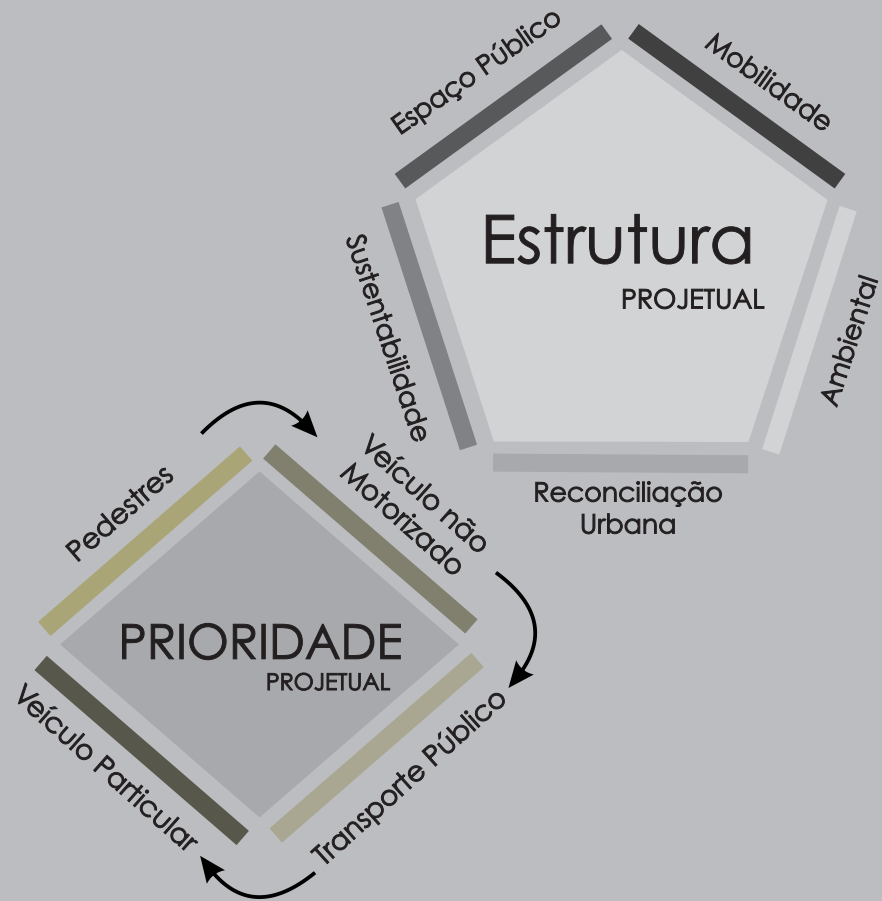 Espaço Público
Mobilidade
Estrutura
PROJETUAL
Sustentabilidade
Ambiental
Reconciliação
Urbana
Pedestres
Veículo não
Motorizado
PRIORIDADE
PROJETUAL
Veículo Particular
Transporte Público